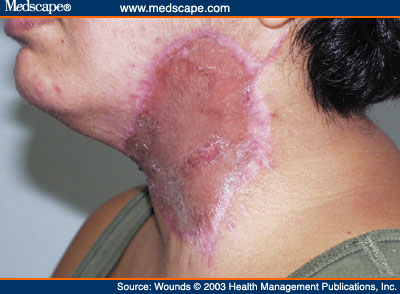 Medscape® www.medscape.com
Source: Wounds © 2003 Health Management Publications, Inc.